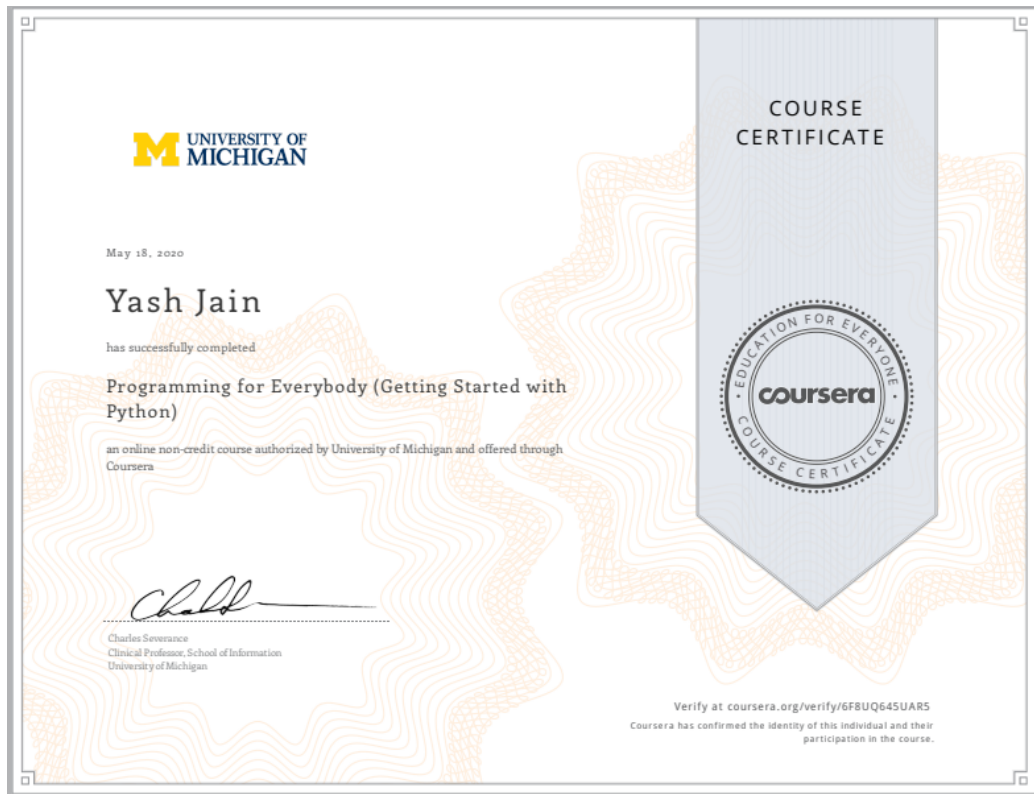 UNIVERSITY OF
MICHIGAN
May 18, 2020
Yash Jain
has successfully completed
Programming for Everybody (Getting Started with
Python)
an online non-credit course authorized by University of Michigan and offered through
Coursera
Charles Severance
Clinical Professor, School of Information
University of Michigan
COURSE
CERTIFICATE
EDUCATION FOR EVERYONE
coursera
COURSE CERTIFICATE
Verify at coursera.org/verify/6F8UQ645UAR5
Coursera has confirmed the identity of this individual and their
participation in the course.